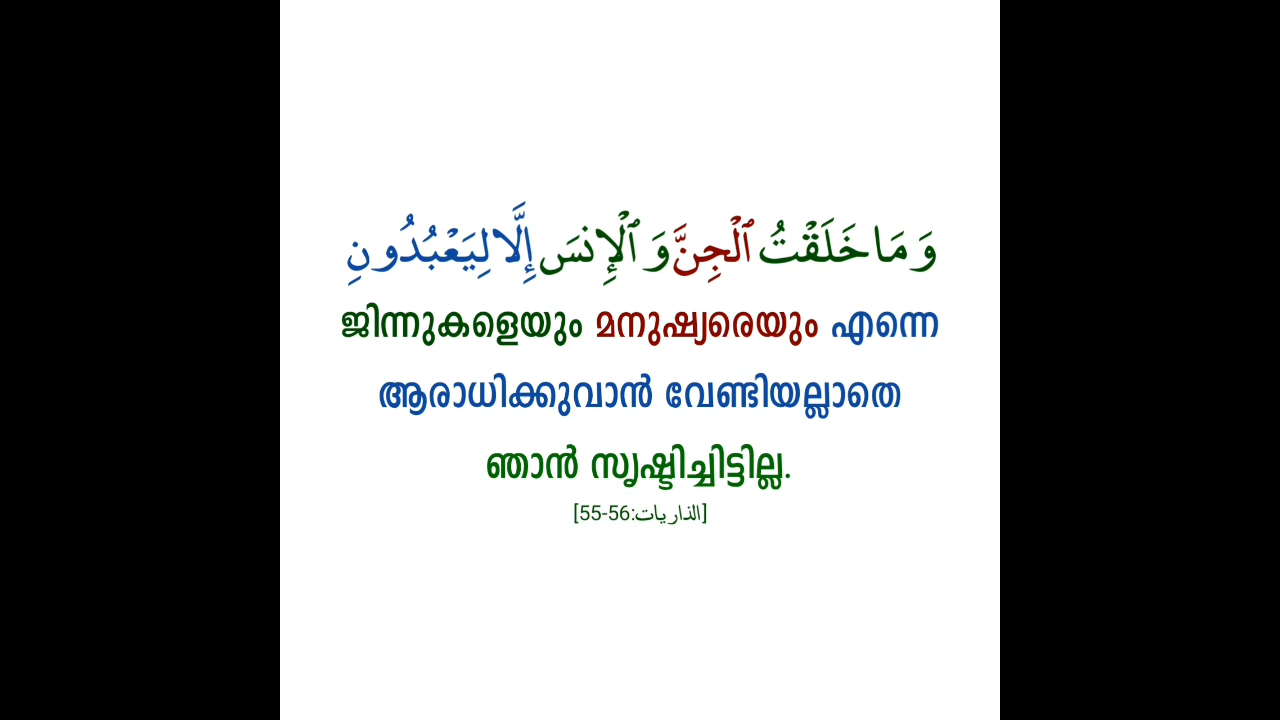 وَمَا خَلَقْتُ ٱلْجِنَّ وَٱلْإِنسَ إِلَّا لِيَعْبُدُونِ
ജിന്നുകളെയും മനുഷ്യരെയും എന്നെ
ആരാധിക്കുവാൻ വേണ്ടിയല്ലാതെ
ഞാൻ സൃഷ്ടിച്ചിട്ടില്ല.
[الذاريات:56-55]